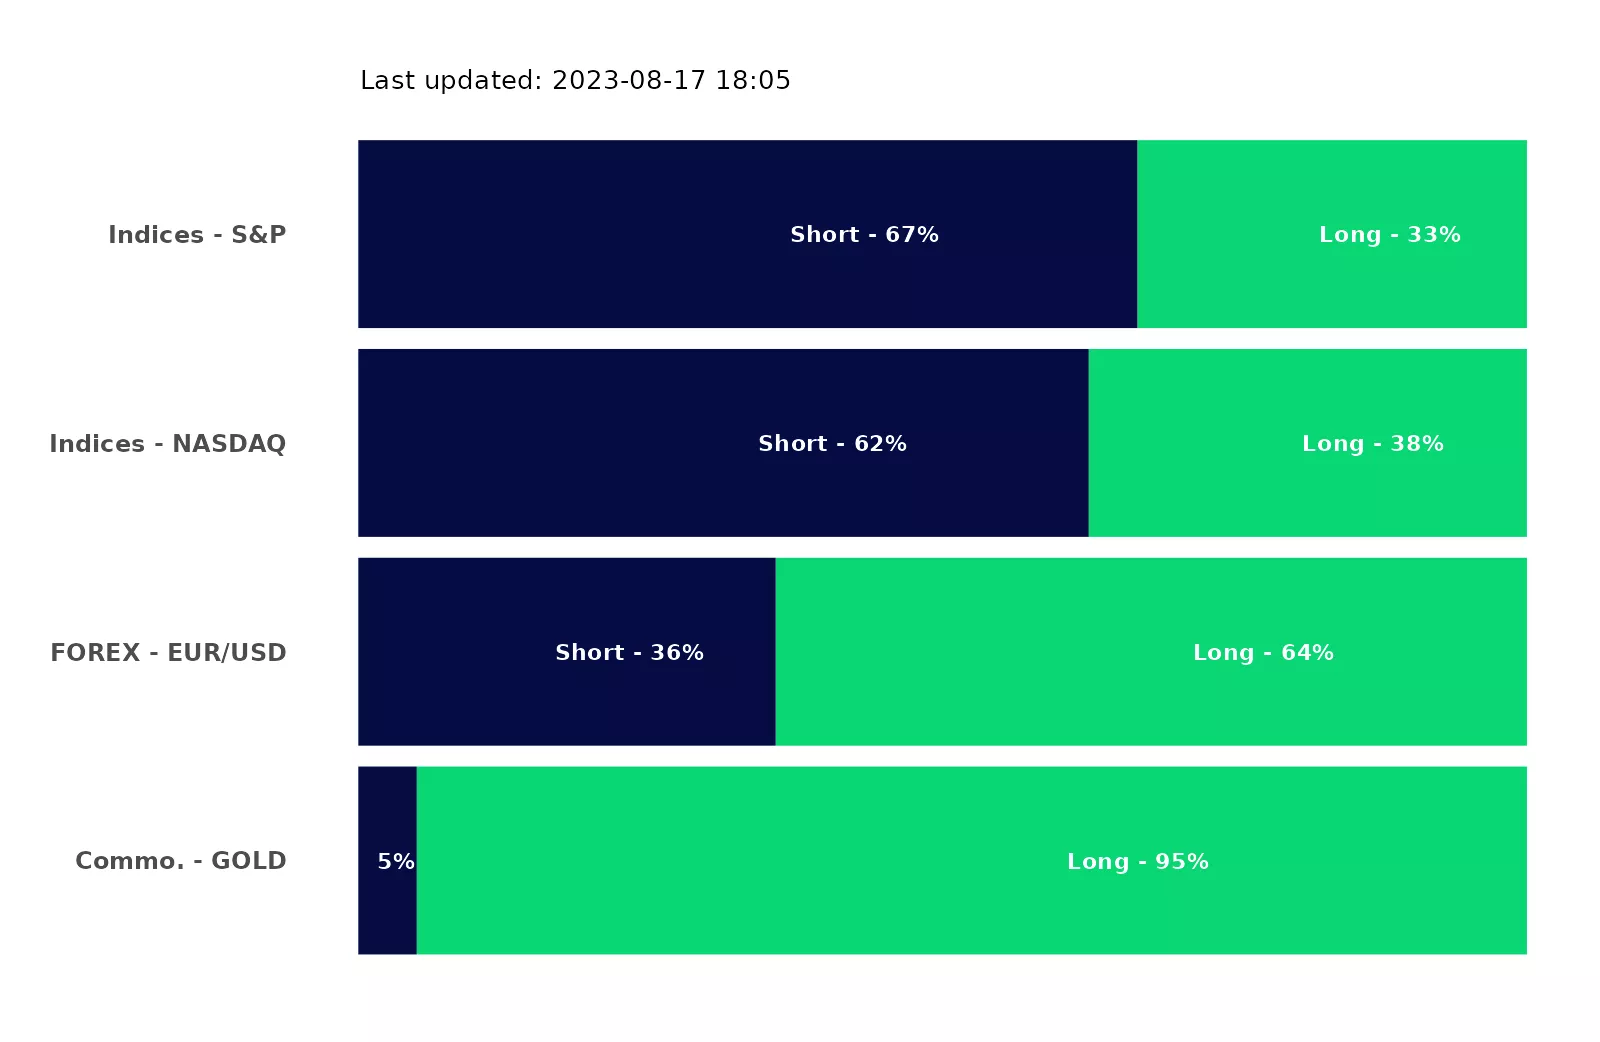 Last updated: 2023-08-17 18:05
Indices - S&P
Short - 67%
Long - 33%
Indices - NASDAQ
Short - 62%
Long - 38%
FOREX - EUR/USD
Short - 36%
Long - 64%
Commo. - GOLD
5%
Long - 95%